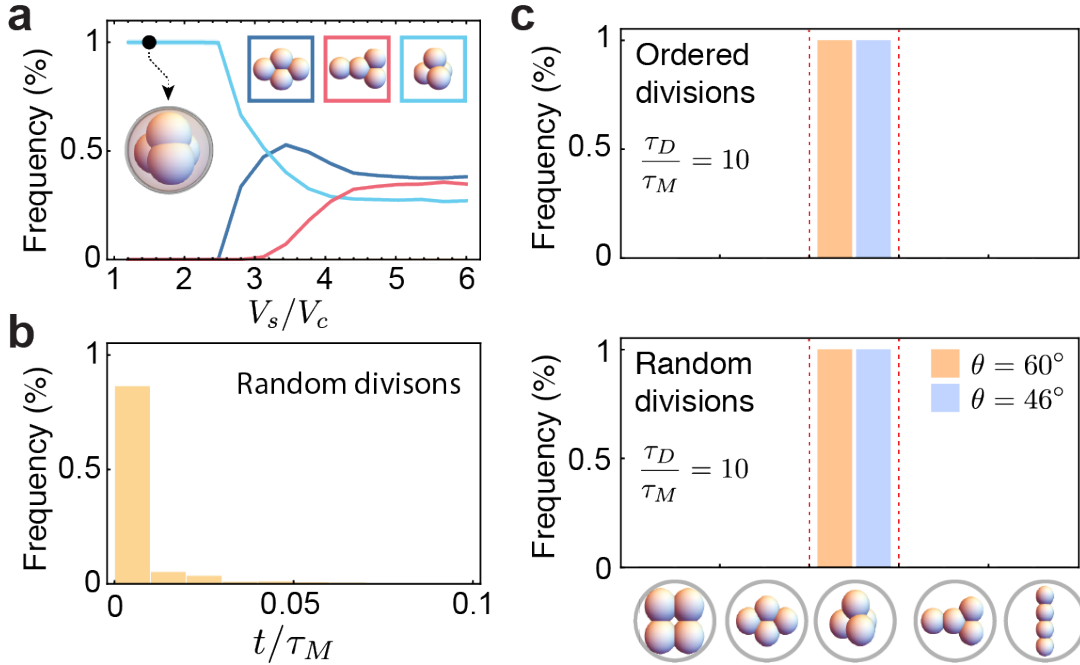 a
Frequency (%)
1
0.5
0
1 2 3 4 5 6
V_s/V_c
b
Frequency (%)
1
0.5
0
Random divisons
0 0.05 0.1
t/τ_M
c
Frequency (%)
1
0.5
0
Ordered
divisions
τ_D/τ_M = 10
Frequency (%)
1
0.5
0
Random
divisions
τ_D/τ_M = 10
θ = 60°
θ = 46°